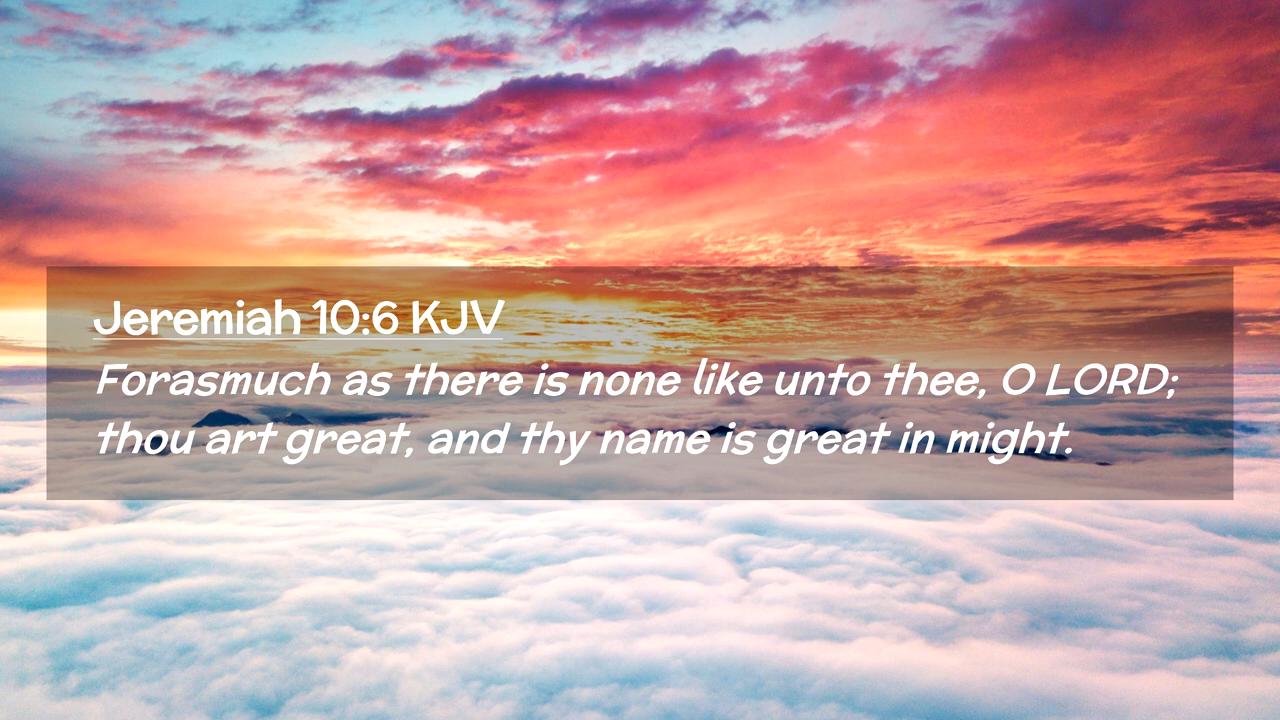 Jeremiah 10:6 KJV
Forasmuch as there is none like unto thee, O LORD;
thou art great, and thy name is great in might.